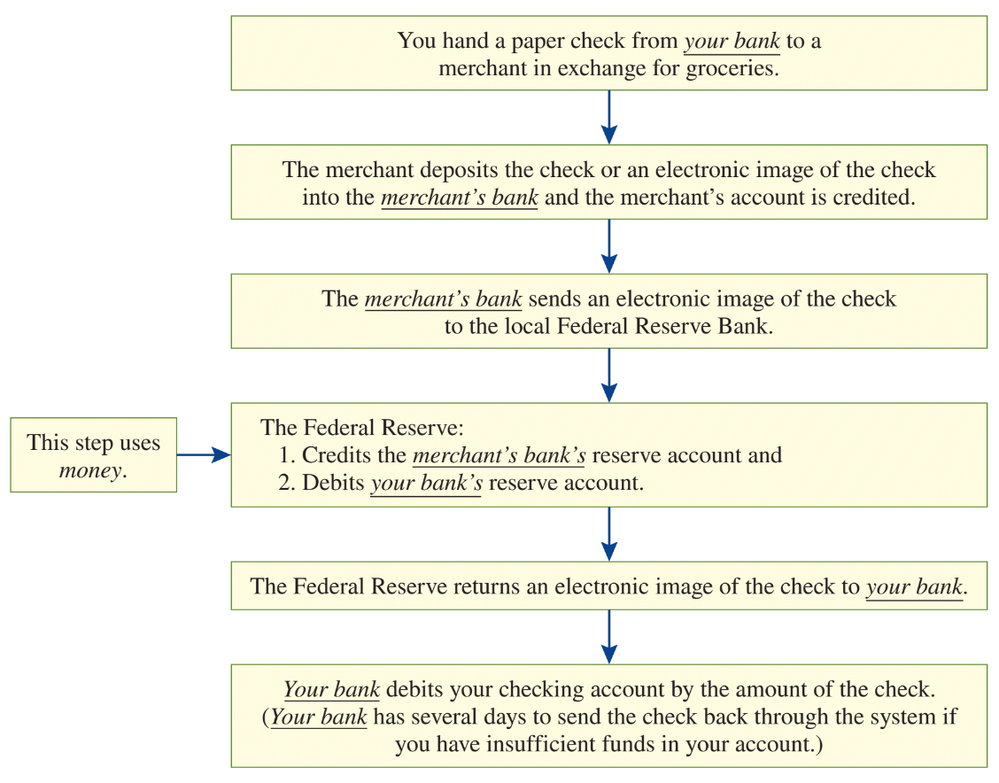 You hand a paper check from your bank to a
merchant in exchange for groceries.
The merchant deposits the check or an electronic image of the check
into the merchant’s bank and the merchant’s account is credited.
The merchant’s bank sends an electronic image of the check
to the local Federal Reserve Bank.
This step uses
money.
The Federal Reserve:
1. Credits the merchant’s bank’s reserve account and
2. Debits your bank’s reserve account.
The Federal Reserve returns an electronic image of the check to your bank.
Your bank debits your checking account by the amount of the check.
(Your bank has several days to send the check back through the system if
you have insufficient funds in your account.)